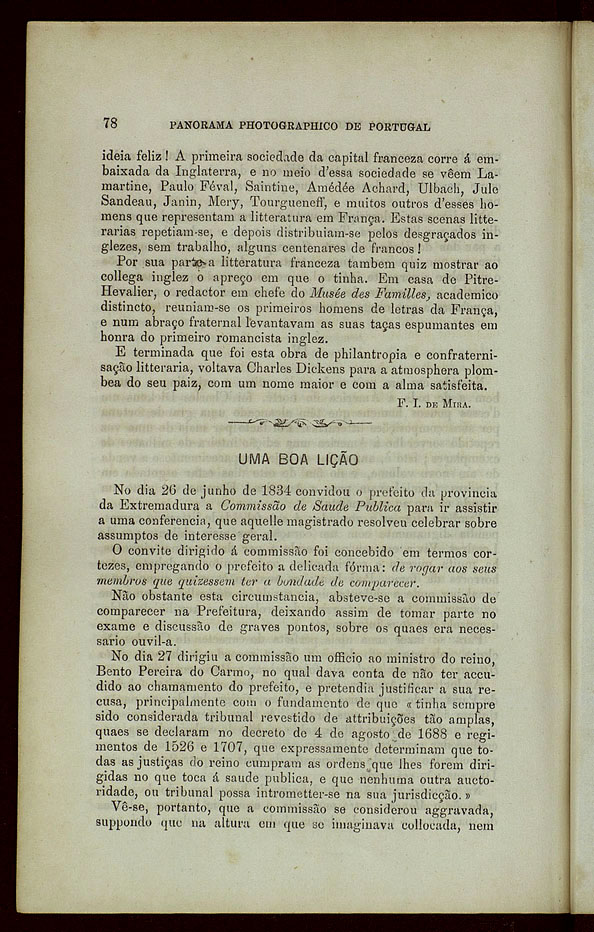 78 PANORAMA PHOTOGRAPHICO DE PORTUGAL
ideia feliz! A primeira sociedade da capital franceza corre á em-
baixada da Inglaterra, e no meio d'essa sociedade se vêem La-
martine, Paulo Féval, Saintine, Amédée Achard, Ulbach, Jule
Sandeau, Janin, Mery, Tourgueneff, e muitos outros d'esses ho-
mens que representam a litteratura em França. Estas scenas litte-
rarias repetiam-se, e depois distribuiam-se pelos desgraçados in-
glezes, sem trabalho, alguns centenares de francos!
Por sua parte a litteratura franceza tambem quiz mostrar ao
collega inglez o apreço em que o tinha. Em casa de Pitre-
Hevalier, o redactor em chefe do Musée des Familles, academico
distincto, reuniam-se os primeiros homens de letras da França,
e num abraço fraternal levantavam as suas taças espumantes em
honra do primeiro romancista inglez.
E terminada que foi esta obra de philantropia e confraterni-
sação litteraria, voltava Charles Dickens para a atmosphera plom-
bea do seu paiz, com um nome maior e com a alma satisfeita.
F. I. DE MIRA.
UMA BOA LIÇÃO
No dia 26 de junho de 1834 convidou o prefeito da provincia
da Extremadura a Commissão de Saude Publica para ir assistir
a uma conferencia, que aquelle magistrado resolveu celebrar sobre
assumptos de interesse geral.
O convite dirigido á commissão foi concebido em termos cor-
tezes, empregando o prefeito a delicada fórma: de rogar aos seus
membros que quizessem ter a bondade de comparecer.
Não obstante esta circumstancia, absteve-se a commissão de
comparecer na Prefeitura, deixando assim de tomar parte no
exame e discussão de graves pontos, sobre os quaes era neces-
sario ouvil-a.
No dia 27 dirigiu a commissão um officio ao ministro do reino,
Bento Pereira do Carmo, no qual dava conta de não ter accu-
dido ao chamamento do prefeito, e pretendia justificar a sua re-
cusa, principalmente com o fundamento de que « tinha sempre
sido considerada tribunal revestido de attribuições tão amplas,
quaes se declaram no decreto de 4 de agosto de 1688 e regi-
mentos de 1526 e 1707, que expressamente determinam que to-
das as justiças do reino cumpram as ordens que lhes forem diri-
gidas no que toca á saude publica, e que nenhuma outra aucto-
ridade, ou tribunal possa intrometter-se na sua jurisdicção. »
Vê-se, portanto, que a commissão se considerou aggravada,
suppondo que na altura em que se imaginava collocada, nem